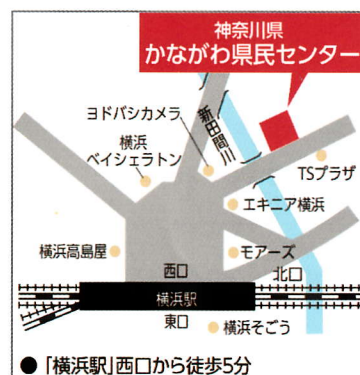 神奈川県
かながわ県民センター
ヨドバシカメラ
新田間川
横浜
ベイシェラトン
TSプラザ
エキニア横浜
横浜高島屋
モアーズ
西口
北口
横浜駅
東口
横浜そごう
●「横浜駅」西口から徒歩5分